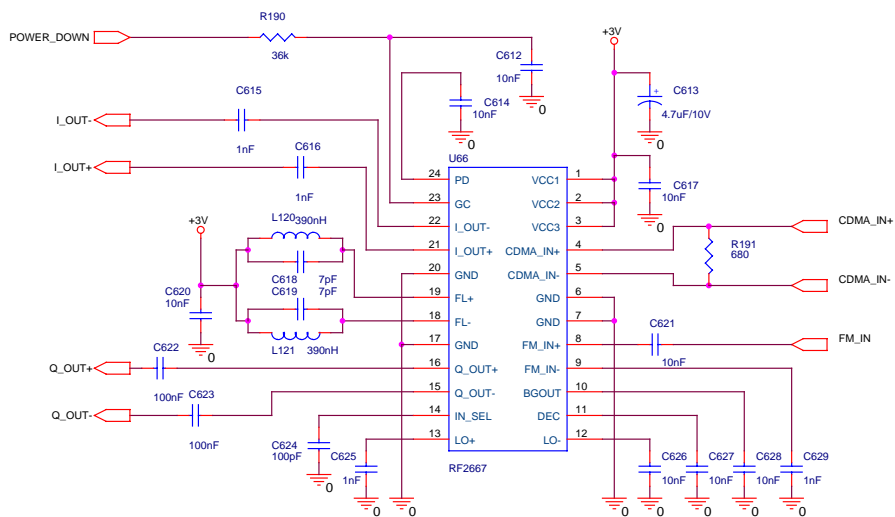 R190
POWER_DOWN
36k
+3V
C612
10nF
0
C613
4.7uF/10V
0
C614
10nF
0
C615
I_OUT-
1nF
C616
I_OUT+
1nF
U66
24 PD VCC1 1
23 GC VCC2 2
22 I_OUT- VCC3 3
21 I_OUT+ CDMA_IN+ 4
20 GND CDMA_IN- 5
19 FL+ GND 6
18 FL- GND 7
17 GND FM_IN+ 8
16 Q_OUT+ FM_IN- 9
15 Q_OUT- BGOUT 10
14 IN_SEL DEC 11
13 LO+ LO- 12
RF2667
C617
10nF
0
CDMA_IN+
R191
680
CDMA_IN-
+3V
L120
390nH
C618 7pF
C619 7pF
C620
10nF
0
L121 390nH
C621
FM_IN
10nF
C622
Q_OUT+
100nF
C623
Q_OUT-
100nF
C624
100pF
0
C625
1nF
0
0
0
C626
10nF
0
C627
10nF
0
C628
10nF
0
C629
1nF
0